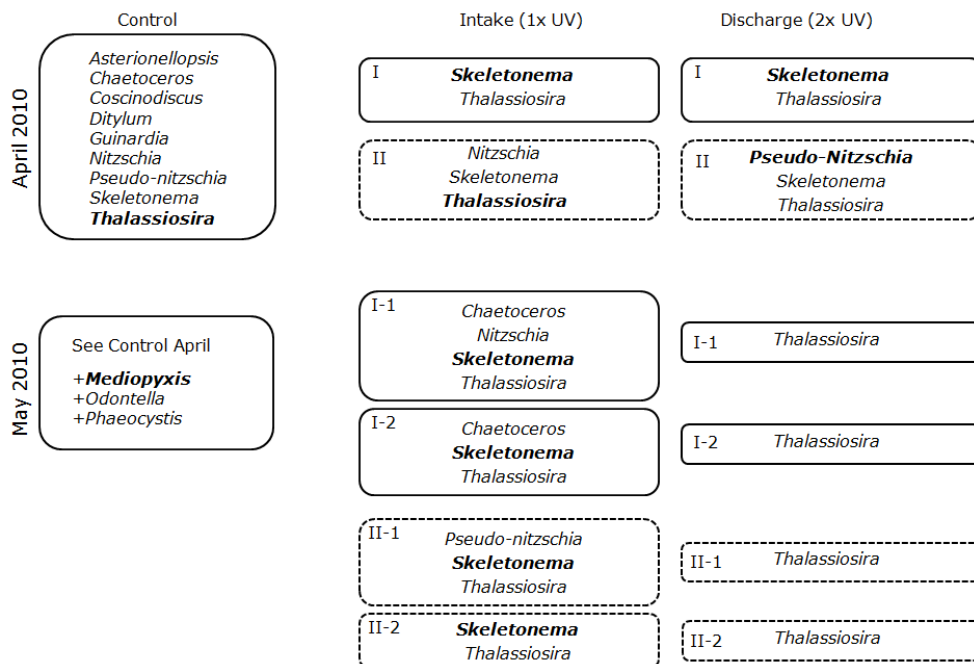 Control
Intake (1x UV)
Discharge (2x UV)
April 2010
Asterionellopsis
Chaetoceros
Coscinodiscus
Ditylum
Guinardia
Nitzschia
Pseudo-nitzschia
Skeletonema
Thalassiosira
I
Skeletonema
Thalassiosira
I
Skeletonema
Thalassiosira
II
Nitzschia
Skeletonema
Thalassiosira
II
Pseudo-Nitzschia
Skeletonema
Thalassiosira
May 2010
See Control April
+Mediopyxis
+Odontella
+Phaeocystis
I-1
Chaetoceros
Nitzschia
Skeletonema
Thalassiosira
I-1
Thalassiosira
I-2
Chaetoceros
Skeletonema
Thalassiosira
I-2
Thalassiosira
II-1
Pseudo-nitzschia
Skeletonema
Thalassiosira
II-1
Thalassiosira
II-2
Skeletonema
Thalassiosira
II-2
Thalassiosira